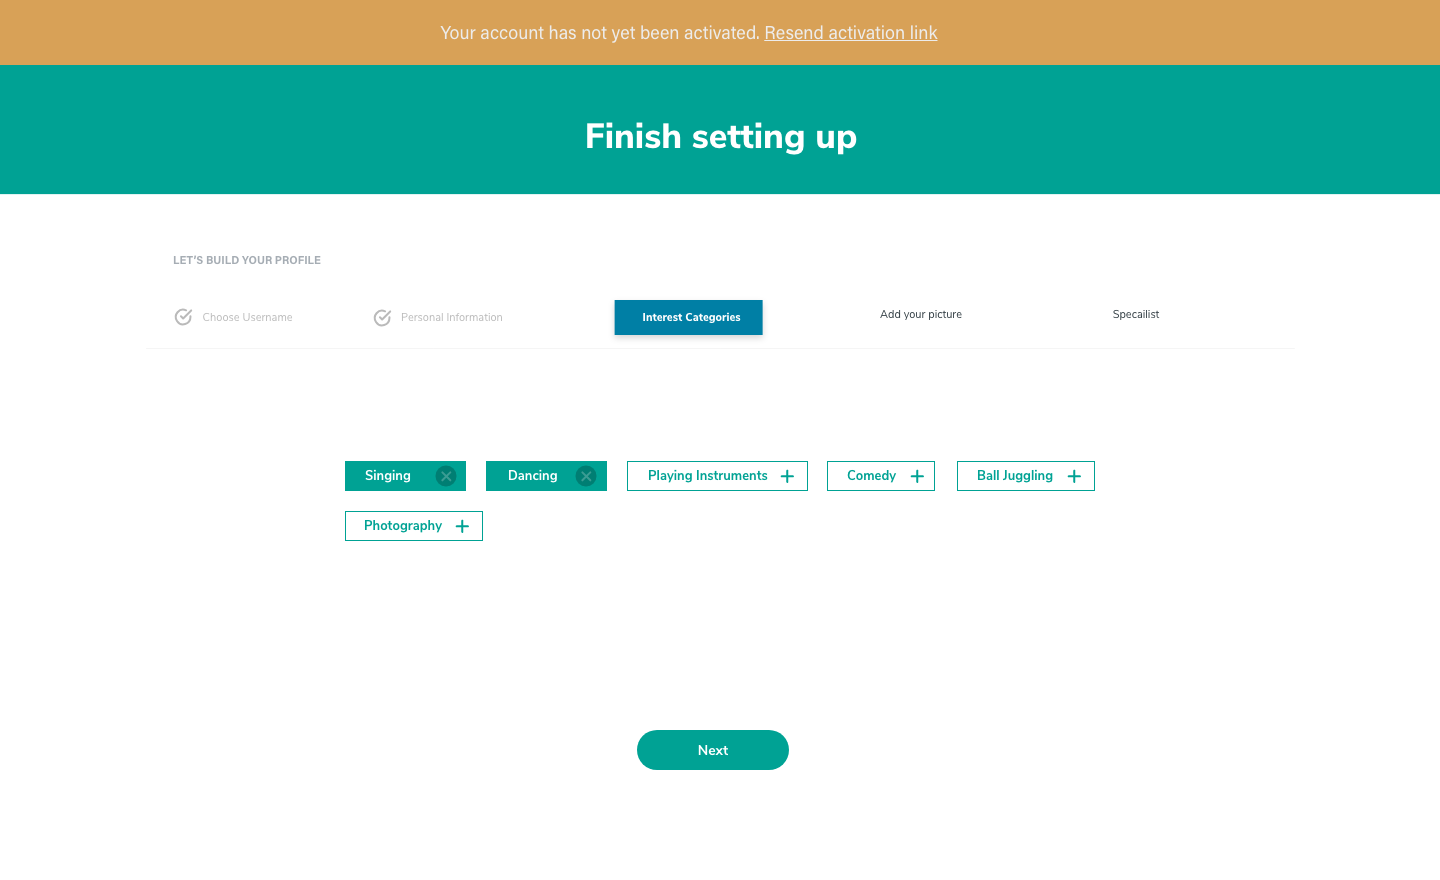 Your account has not yet been activated. Resend activation link
Finish setting up
LET'S BUILD YOUR PROFILE
Choose Username Personal Information Interest Categories Add your picture Specailist
Singing Dancing Playing Instruments Comedy Ball Juggling
Photography
Next